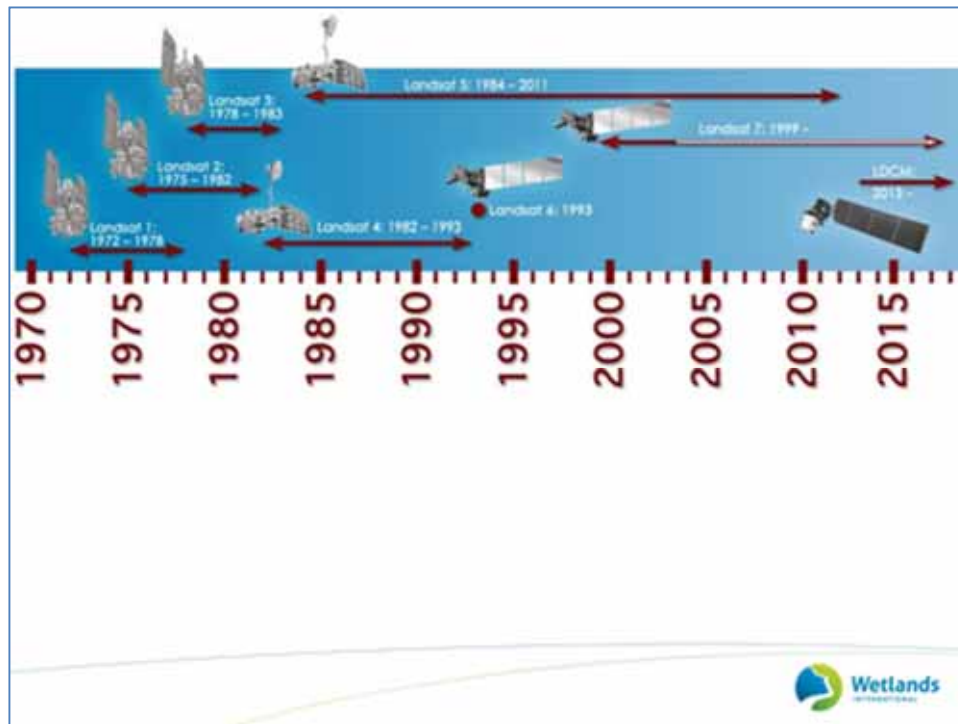 Landsat 5: 1984 – 2011
Landsat 3:
1978 – 1983
Landsat 7: 1999 –
Landsat 2:
1975 – 1982
LDCM:
2013 –
Landsat 6: 1993
Landsat 1:
1972 – 1978
Landsat 4: 1982 – 1993
1970
1975
1980
1985
1990
1995
2000
2005
2010
2015
Wetlands
INTERNATIONAL